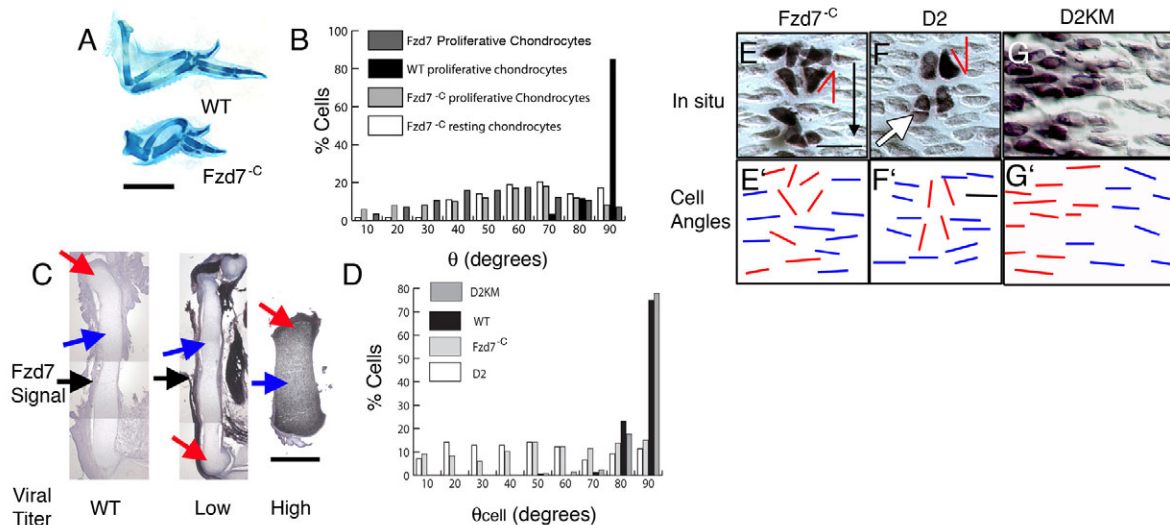 A
WT
Fzd7-C
B
% Cells
100
80
60
40
20
0
Fzd7 Proliferative Chondrocytes
WT proliferative chondrocytes
Fzd7-C proliferative Chondrocytes
Fzd7-C resting chondrocytes
10 20 30 40 50 60 70 80 90
θ (degrees)
C
Fzd7
Signal
Viral
Titer
WT Low High
D
% Cells
80
70
60
50
40
30
20
10
0
D2KM
WT
Fzd7-C
D2
10 20 30 40 50 60 70 80 90
θcell (degrees)
Fzd7-C D2 D2KM
In situ
E F G
Cell
Angles
E' F' G'